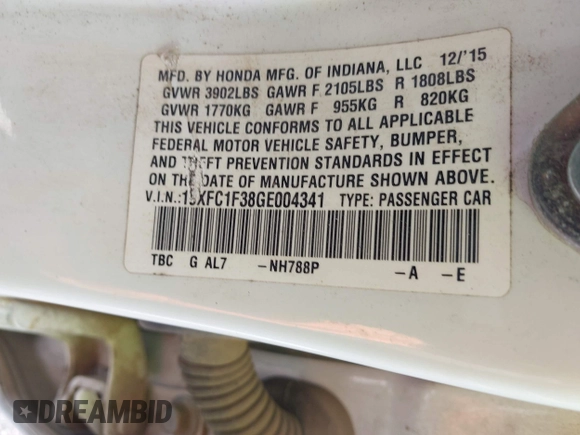 MFD. BY HONDA MFG. OF INDIANA, LLC 12/'15
GVWR 3902LBS GAWR F 2105LBS R 1808LBS
GVWR 1770KG GAWR F 955KG R 820KG
THIS VEHICLE CONFORMS TO ALL APPLICABLE
FEDERAL MOTOR VEHICLE SAFETY, BUMPER,
AND THEFT PREVENTION STANDARDS IN EFFECT
ON THE DATE OF MANUFACTURE SHOWN ABOVE.
V.I.N.:19XFC1F38GE004341 TYPE: PASSENGER CAR
TBC G AL7 -NH788P -A -E
DREAMBID